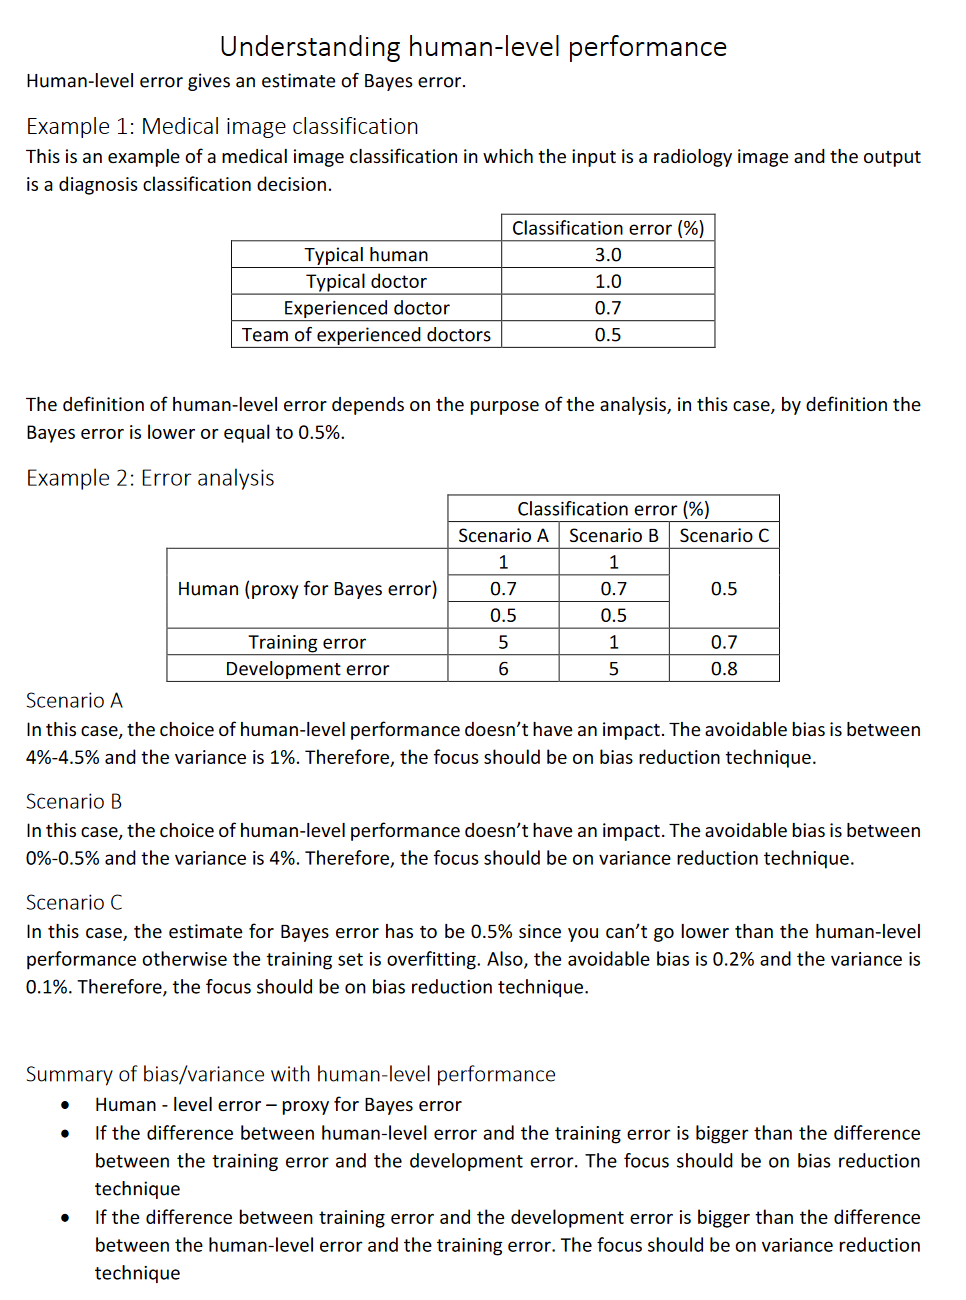 Understanding human-level performance
Human-level error gives an estimate of Bayes error.
Example 1: Medical image classification
This is an example of a medical image classification in which the input is a radiology image and the output
is a diagnosis classification decision.
Classification error (%)
Typical human 3.0
Typical doctor 1.0
Experienced doctor 0.7
Team of experienced doctors 0.5
The definition of human-level error depends on the purpose of the analysis, in this case, by definition the
Bayes error is lower or equal to 0.5%.
Example 2: Error analysis
Classification error (%)
Scenario A Scenario B Scenario C
1 1
Human (proxy for Bayes error) 0.7 0.7 0.5
0.5 0.5
Training error 5 1 0.7
Development error 6 5 0.8
Scenario A
In this case, the choice of human-level performance doesn't have an impact. The avoidable bias is between
4%-4.5% and the variance is 1%. Therefore, the focus should be on bias reduction technique.
Scenario B
In this case, the choice of human-level performance doesn't have an impact. The avoidable bias is between
0%-0.5% and the variance is 4%. Therefore, the focus should be on variance reduction technique.
Scenario C
In this case, the estimate for Bayes error has to be 0.5% since you can't go lower than the human-level
performance otherwise the training set is overfitting. Also, the avoidable bias is 0.2% and the variance is
0.1%. Therefore, the focus should be on bias reduction technique.
Summary of bias/variance with human-level performance
• Human - level error – proxy for Bayes error
• If the difference between human-level error and the training error is bigger than the difference
between the training error and the development error. The focus should be on bias reduction
technique
• If the difference between training error and the development error is bigger than the difference
between the human-level error and the training error. The focus should be on variance reduction
technique